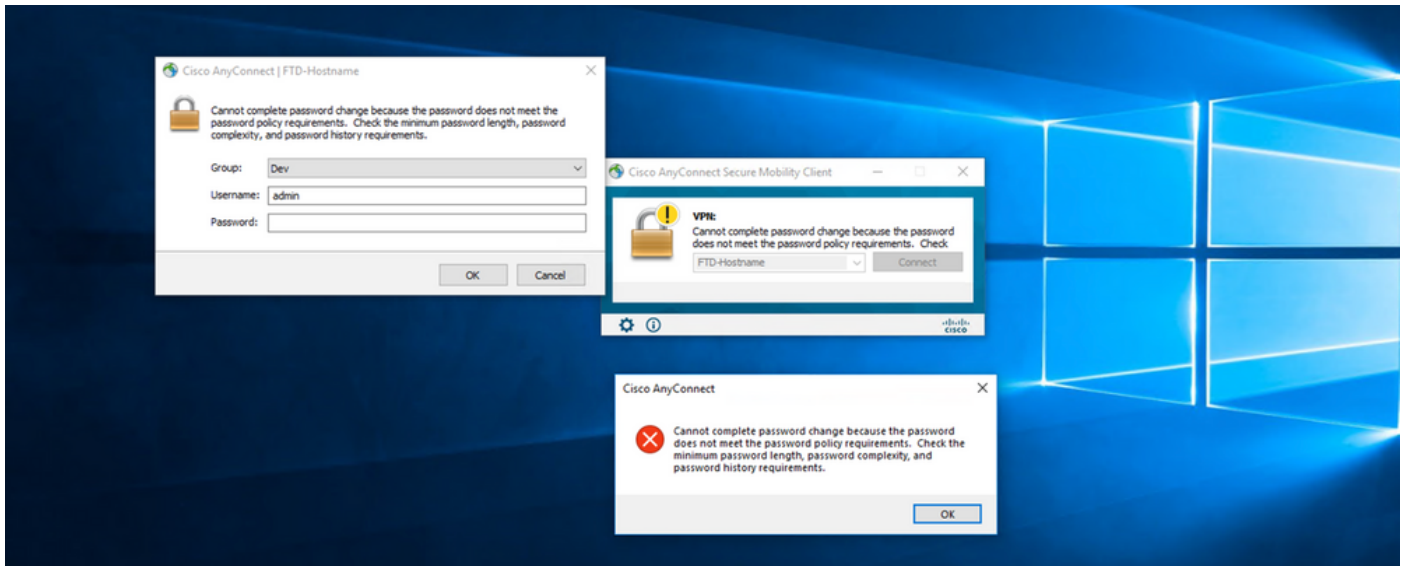 Cisco AnyConnect | FTD-Hostname
Cannot complete password change because the password does not meet the
password policy requirements.  Check the minimum password length, password
complexity, and password history requirements.
Group: Dev
Username: admin
Password:
OK Cancel
Cisco AnyConnect Secure Mobility Client
VPN:
Cannot complete password change because the password
does not meet the password policy requirements.  Check
FTD-Hostname Connect
CISCO
Cisco AnyConnect
Cannot complete password change because the password
does not meet the password policy requirements.  Check the
minimum password length, password complexity, and
password history requirements.
OK